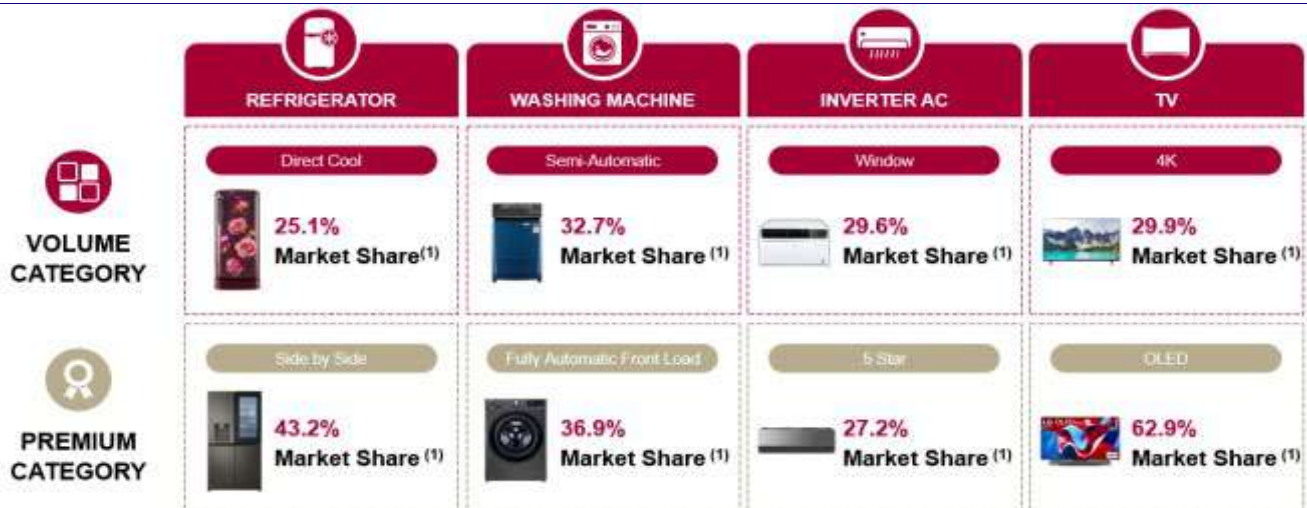 REFRIGERATOR
WASHING MACHINE
INVERTER AC
TV
VOLUME
CATEGORY
Direct Cool
25.1%
Market Share(1)
Semi-Automatic
32.7%
Market Share (1)
Window
29.6%
Market Share (1)
4K
29.9%
Market Share (1)
PREMIUM
CATEGORY
Side by Side
43.2%
Market Share (1)
Fully Automatic Front Load
36.9%
Market Share (1)
5 Star
27.2%
Market Share (1)
OLED
62.9%
Market Share (1)